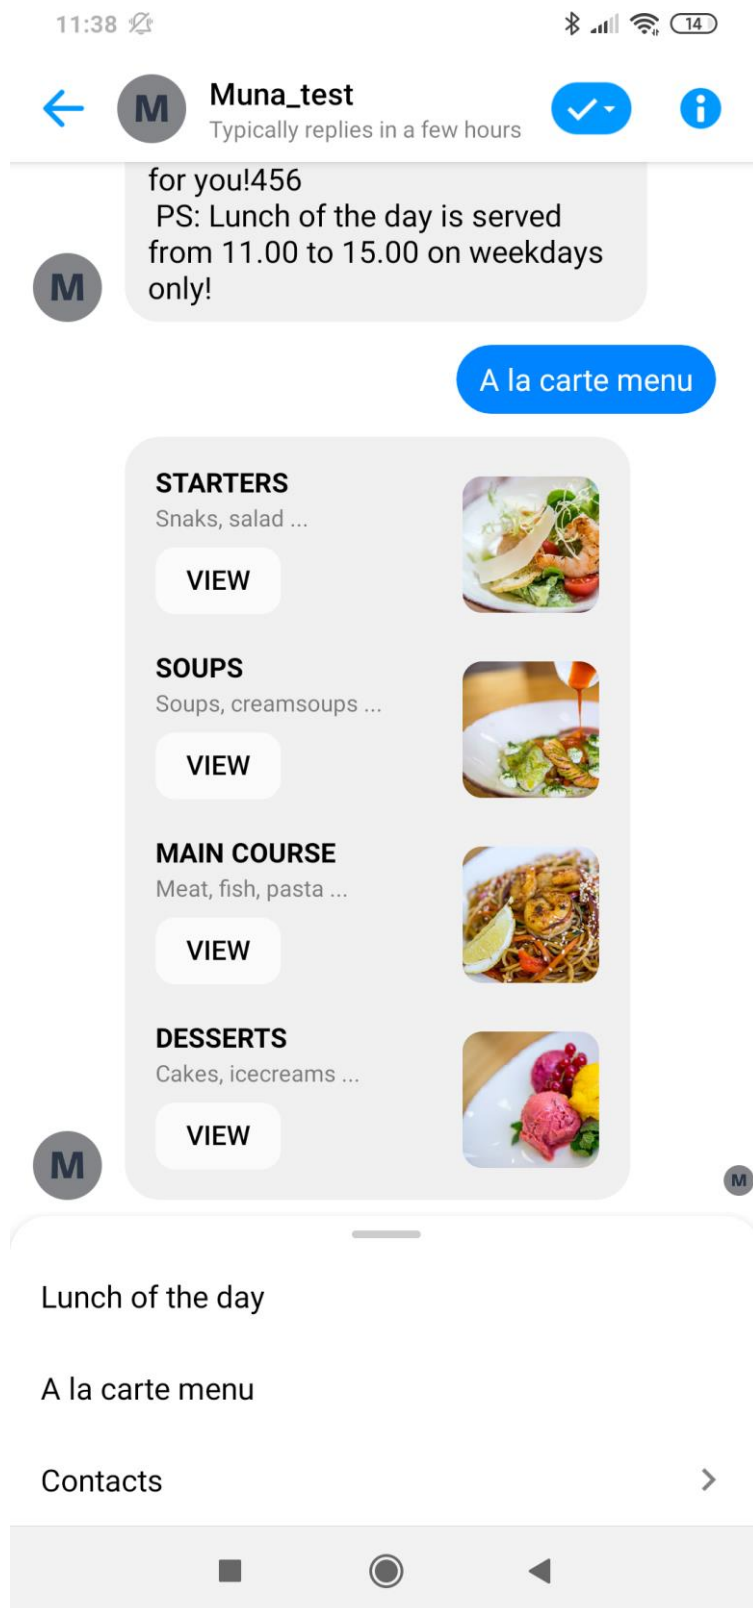 11:38
14
M
Muna_test
Typically replies in a few hours
for you!456
PS: Lunch of the day is served
from 11.00 to 15.00 on weekdays
only!
M
A la carte menu
STARTERS
Snaks, salad ...
VIEW
SOUPS
Soups, creamsoups ...
VIEW
MAIN COURSE
Meat, fish, pasta ...
VIEW
DESSERTS
Cakes, icecreams ...
VIEW
M
M
Lunch of the day
A la carte menu
Contacts